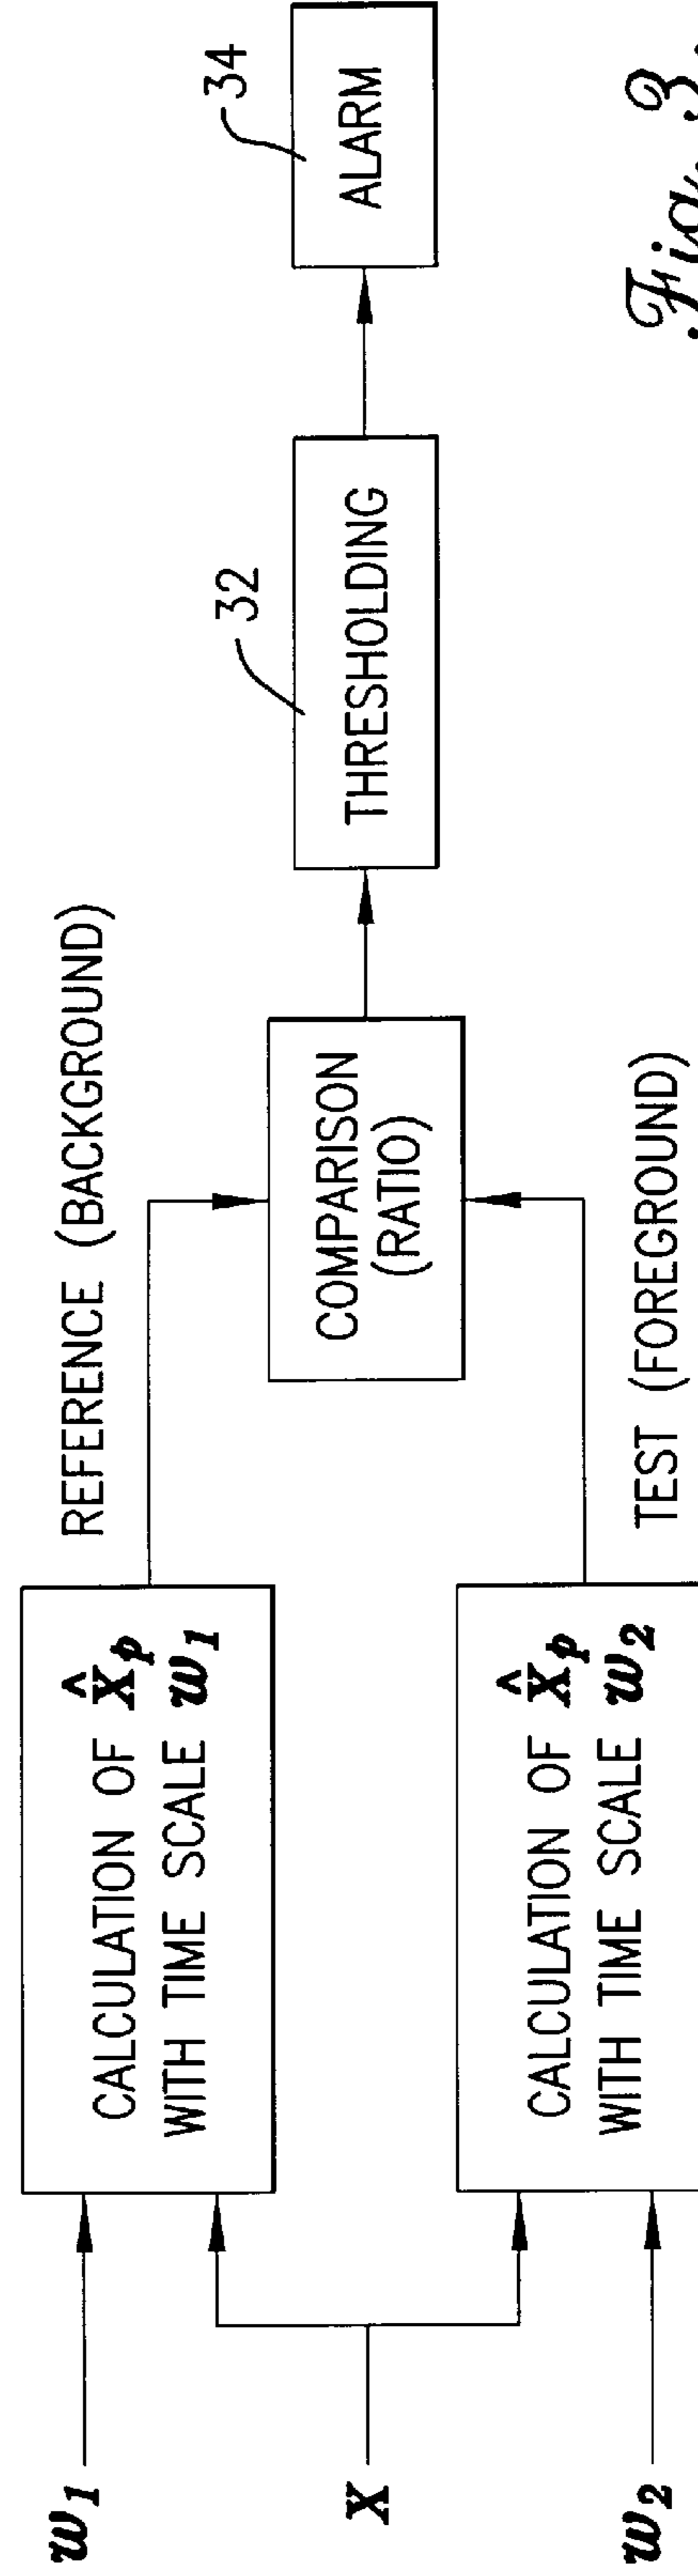 w₁
X
w₂
CALCULATION OF X̂ₚ
WITH TIME SCALE w₁
CALCULATION OF X̂ₚ
WITH TIME SCALE w₂
REFERENCE (BACKGROUND)
TEST (FOREGROUND)
COMPARISON
(RATIO)
32
THRESHOLDING
34
ALARM
Fig. 3.